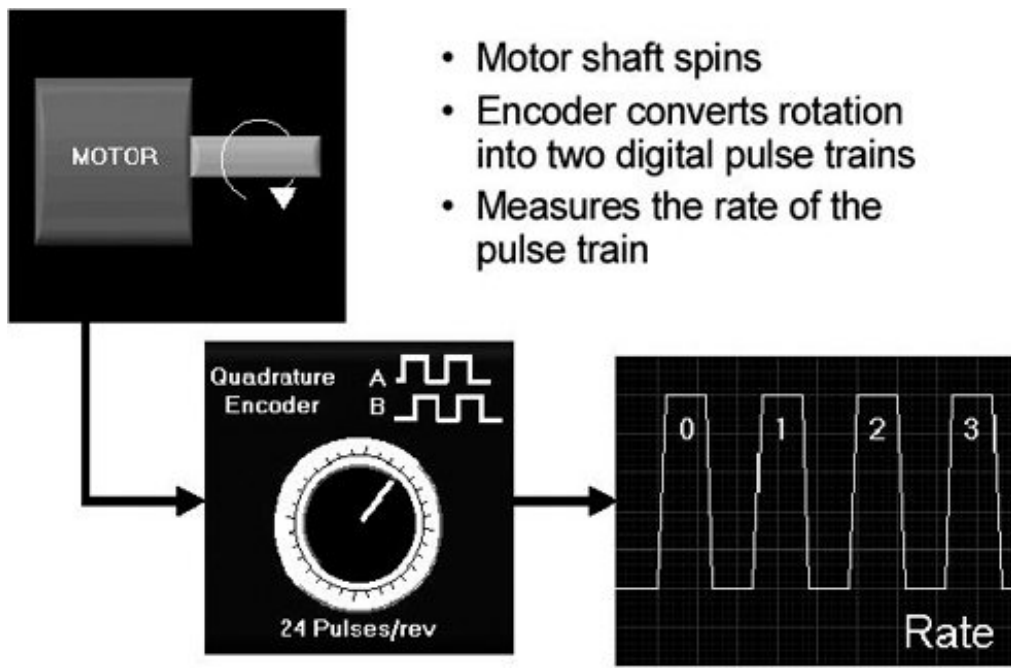 MOTOR
• Motor shaft spins
• Encoder converts rotation
into two digital pulse trains
• Measures the rate of the
pulse train
Quadrature
Encoder
A
B
24 Pulses/rev
0 1 2 3
Rate